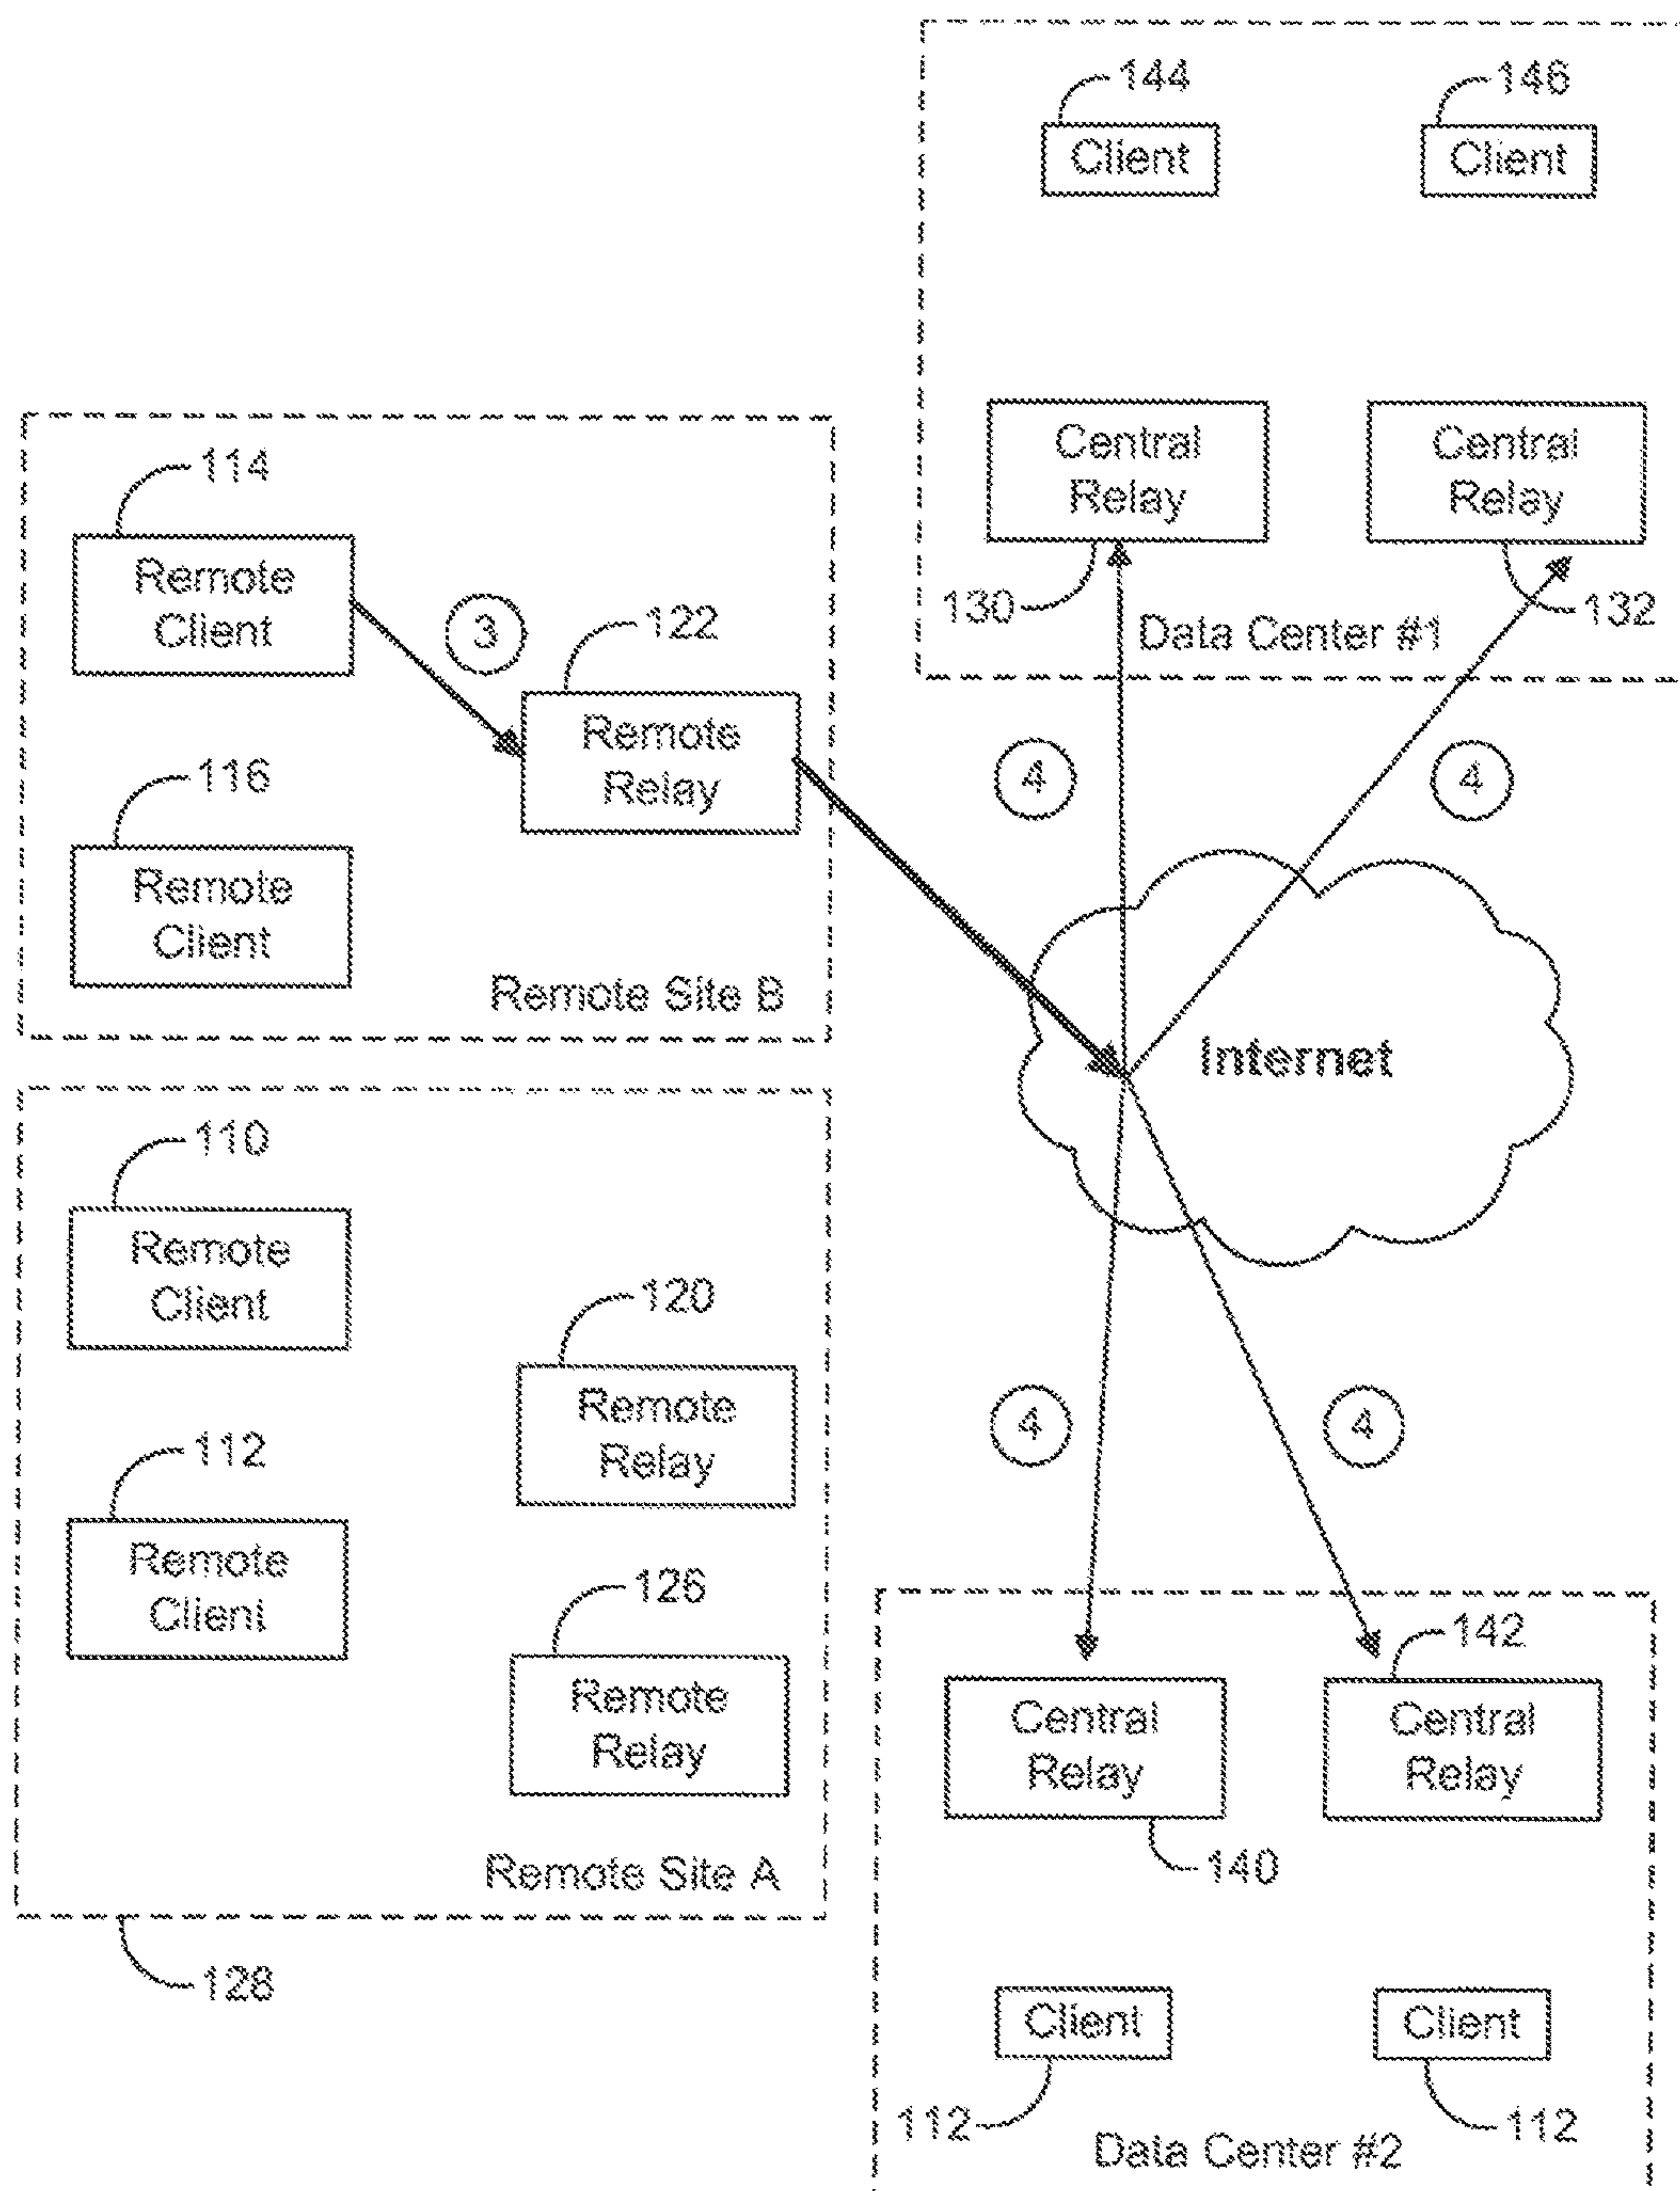 144
146
Client
Client
Central
Relay
Central
Relay
130
132
Data Center #1
114
Remote
Client
3
122
Remote
Relay
116
Remote
Client
Remote Site B
4
4
Internet
110
Remote
Client
120
Remote
Relay
112
Remote
Client
126
Remote
Relay
Remote Site A
128
4
4
142
Central
Relay
Central
Relay
140
Client
Client
112
112
Data Center #2